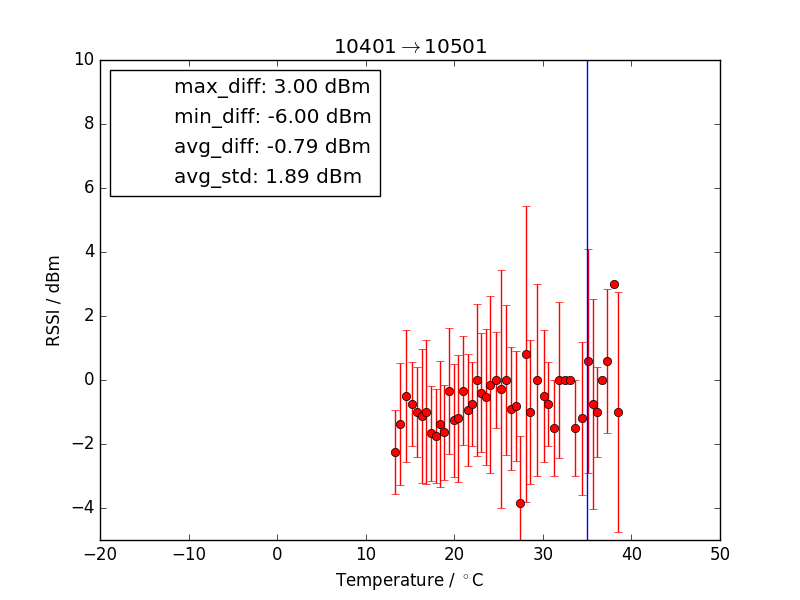 10401→10501
max_diff: 3.00 dBm
min_diff: -6.00 dBm
avg_diff: -0.79 dBm
avg_std: 1.89 dBm
RSSI / dBm
10
8
6
4
2
0
−2
−4
−20 −10 0 10 20 30 40 50
Temperature / °C